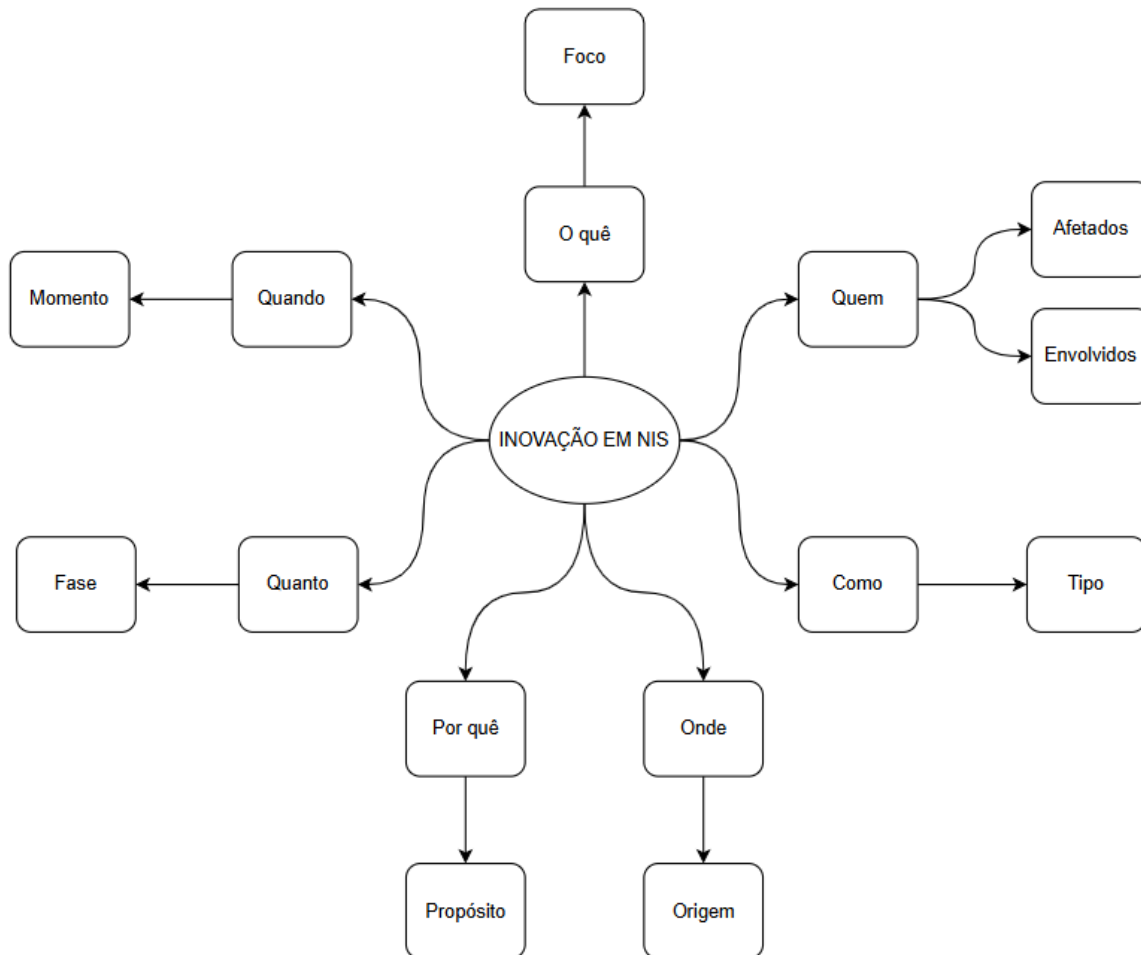 Foco
O quê
Afetados
Momento
Quando
Quem
Envolvidos
INOVAÇÃO EM NIS
Fase
Quanto
Como
Tipo
Por quê
Onde
Propósito
Origem